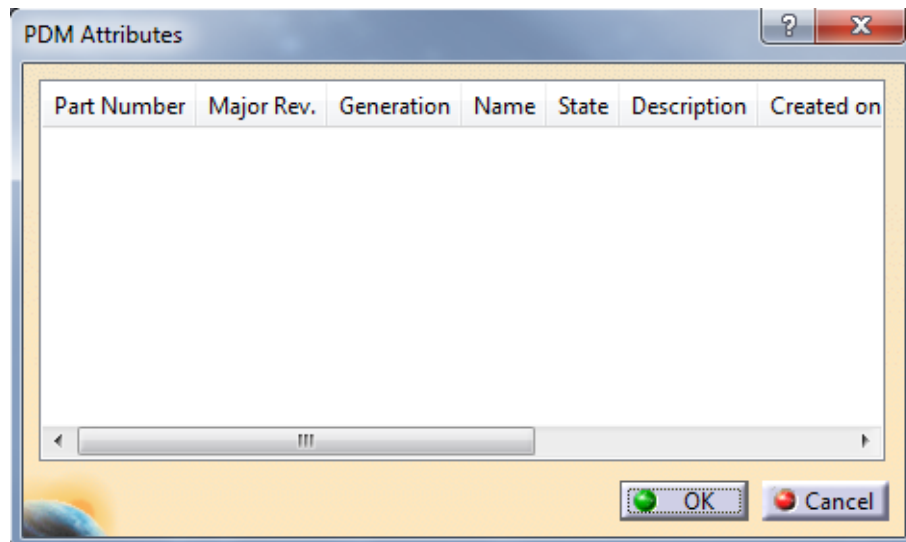 PDM Attributes
Part Number Major Rev. Generation Name State Description Created on
OK Cancel